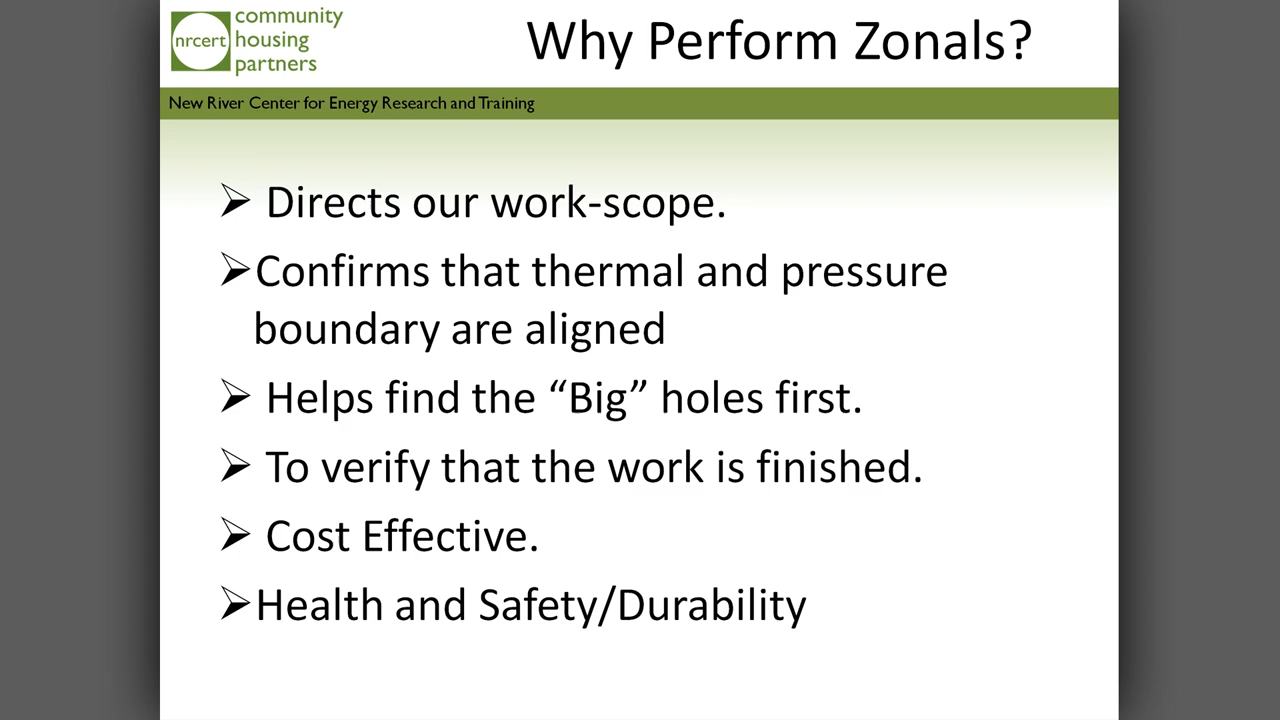 nrcert
community
housing
partners
Why Perform Zonals?
New River Center for Energy Research and Training
➢ Directs our work-scope.
➢Confirms that thermal and pressure
boundary are aligned
➢ Helps find the “Big” holes first.
➢ To verify that the work is finished.
➢ Cost Effective.
➢Health and Safety/Durability